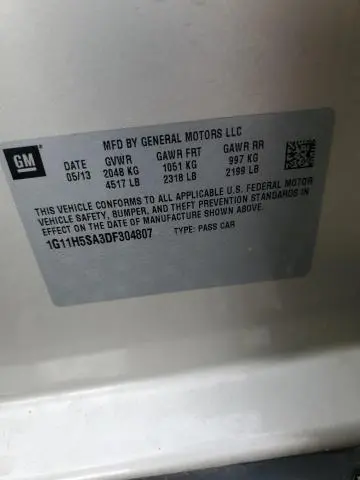 MFD BY GENERAL MOTORS LLC
GM
DATE GVWR GAWR FRT GAWR RR
05/13 2048 KG 1051 KG 997 KG
4517 LB 2318 LB 2199 LB
THIS VEHICLE CONFORMS TO ALL APPLICABLE U.S. FEDERAL MOTOR
VEHICLE SAFETY, BUMPER, AND THEFT PREVENTION STANDARDS IN
EFFECT ON THE DATE OF MANUFACTURE SHOWN ABOVE.
1G11H5SA3DF304807 TYPE: PASS CAR